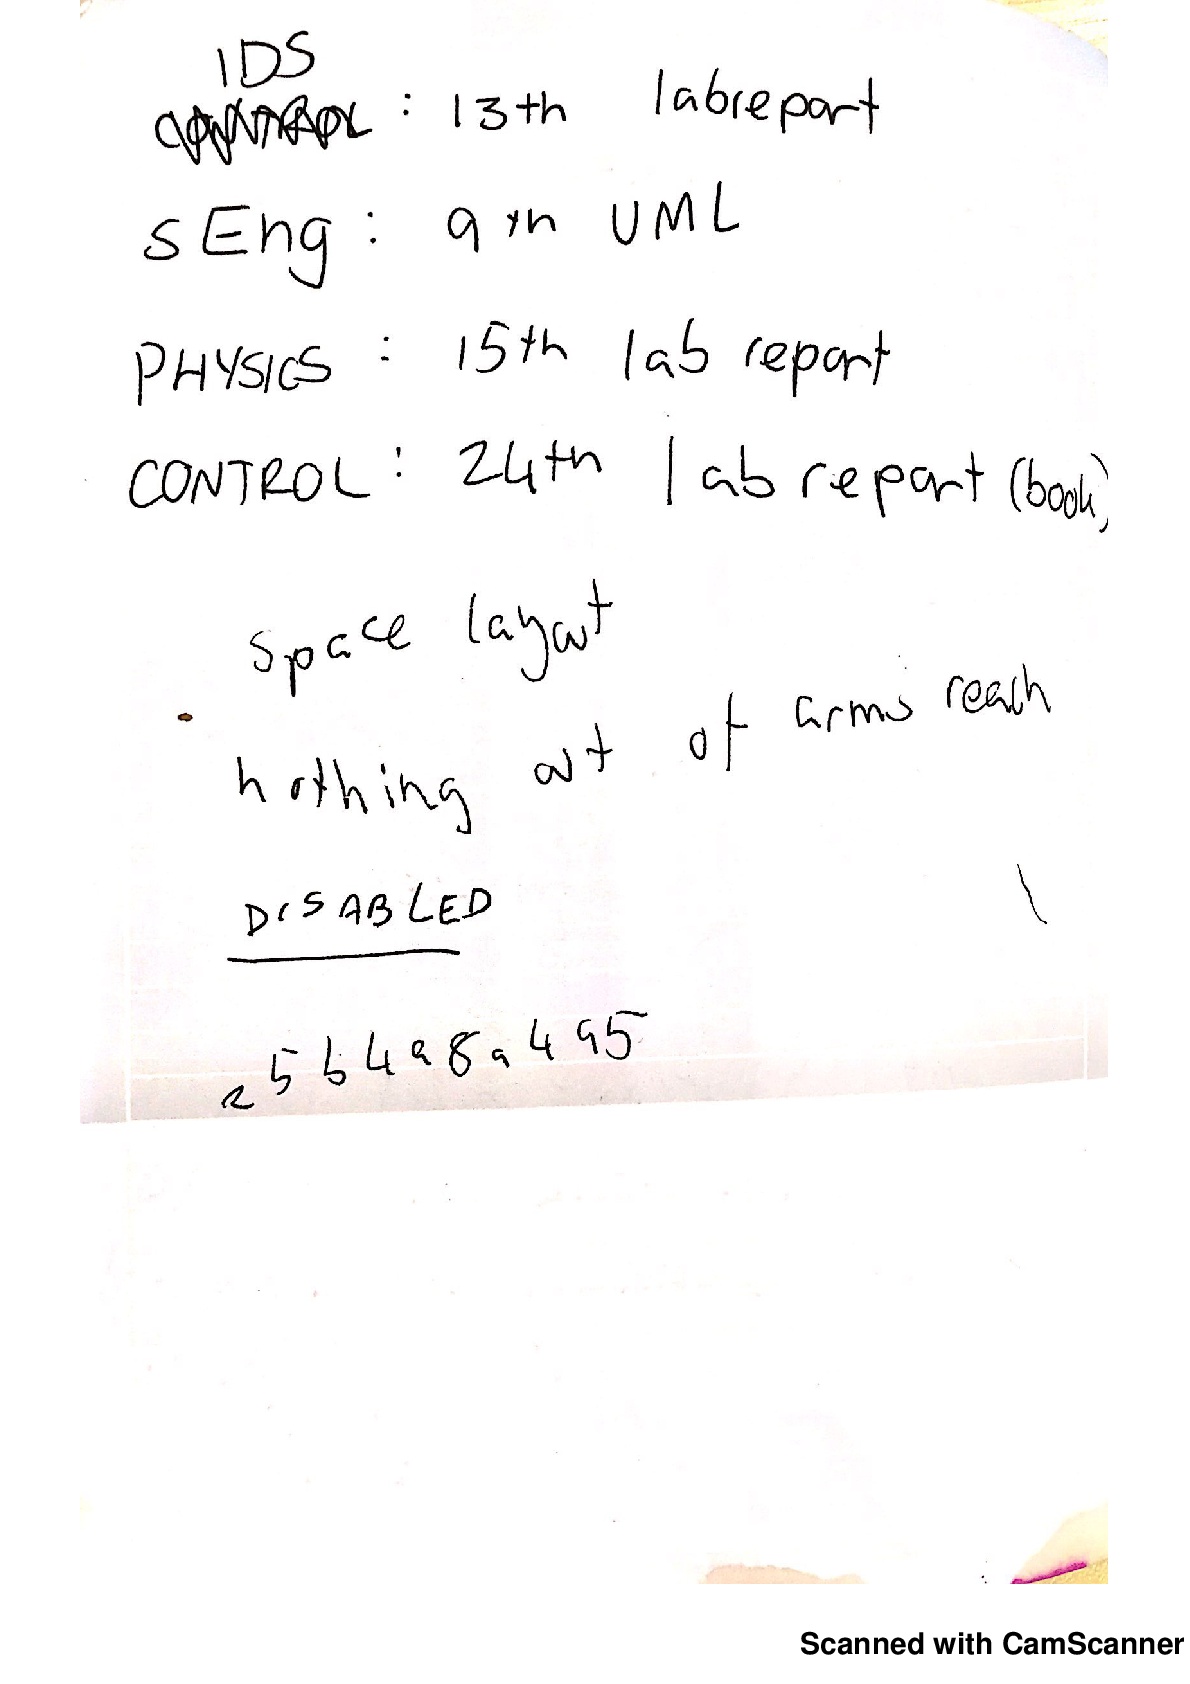 IDS
CONTROL : 13th labreport
SEng : 9th UML
PHYSICS : 15th lab report
CONTROL : 24th lab report (book)
space layout
nothing out of arms reach
DISABLED
Scanned with CamScanner